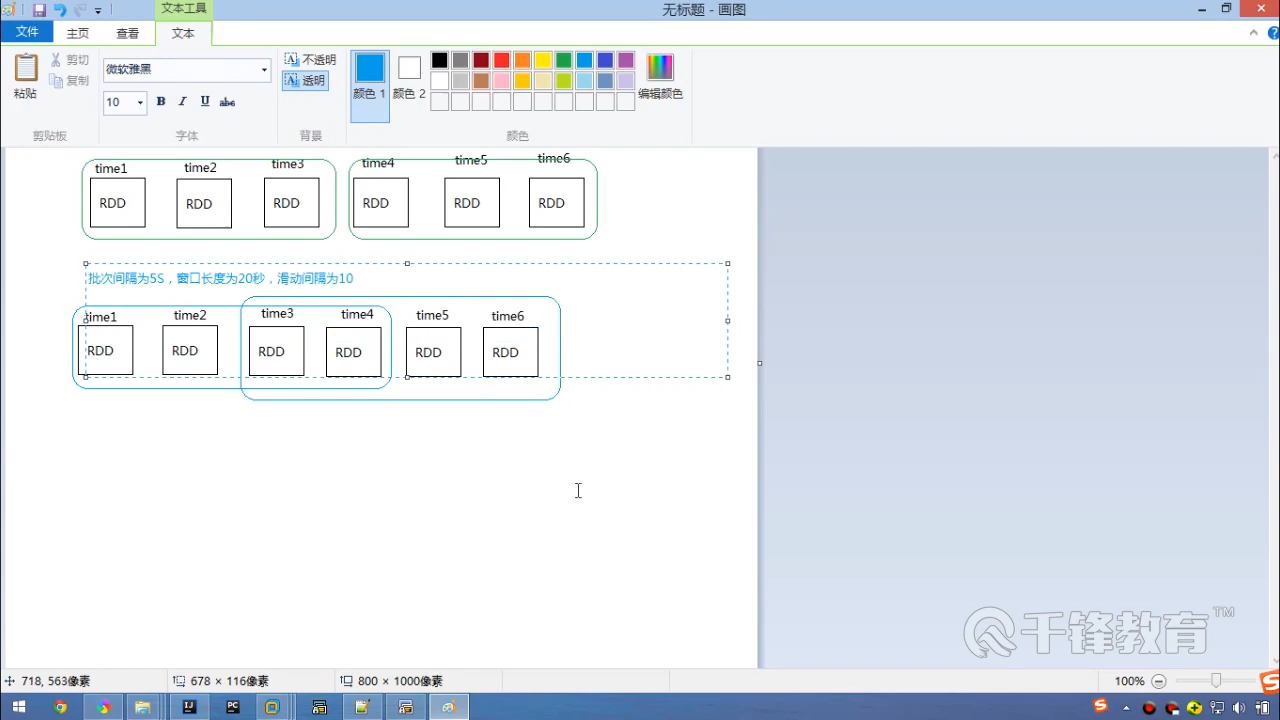 文本工具
无标题 - 画图
文件
主页
查看
文本
粘贴
剪切
复制
剪贴板
微软雅黑
10
B I U abc
字体
不透明
透明
背景
颜色 1
颜色 2
编辑颜色
颜色
time1 time2 time3 time4 time5 time6
RDD RDD RDD RDD RDD RDD
批次间隔为5S，窗口长度为20秒，滑动间隔为10
time1 time2 time3 time4 time5 time6
RDD RDD RDD RDD RDD RDD
千锋教育™
718, 563像素
678 × 116像素
800 × 1000像素
100%
IJ
PC